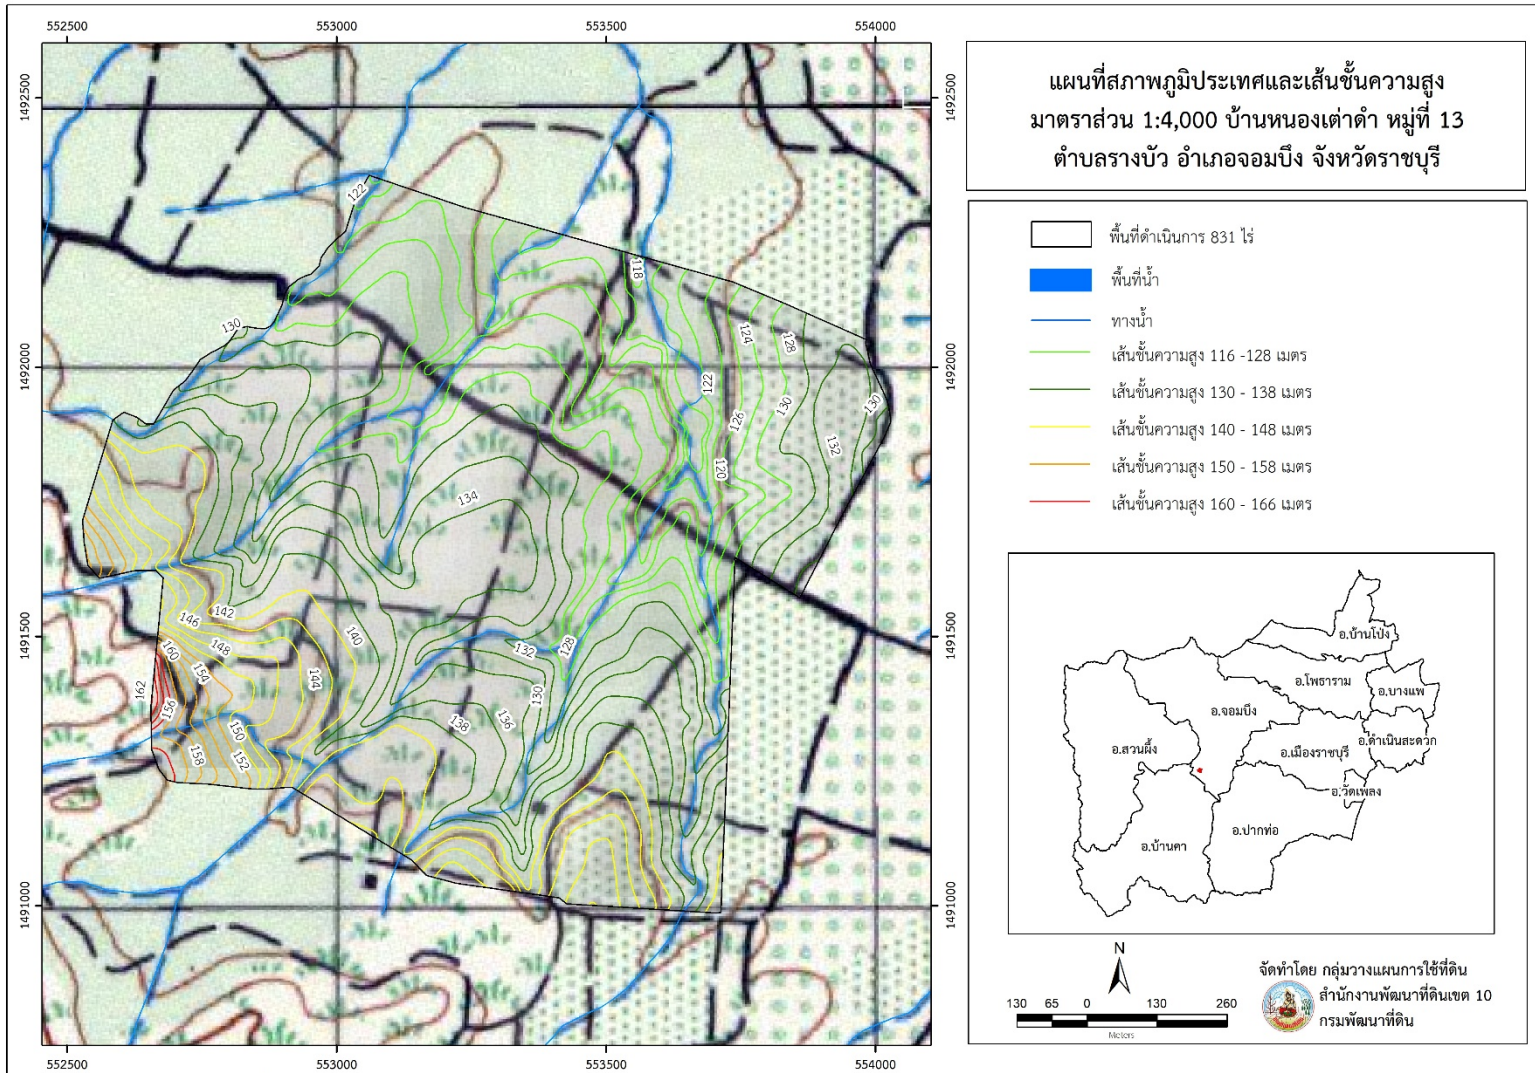 552500
553000
553500
554000
1492500
1492500
แผนที่สภาพภูมิประเทศและเส้นชั้นความสูง
มาตราส่วน 1:4,000 บ้านหนองเต่าดำ หมู่ที่ 13
ตำบลรางบัว อำเภอจอมบึง จังหวัดราชบุรี
พื้นที่ดำเนินการ 831 ไร่
พื้นที่น้ำ
ทางน้ำ
เส้นชั้นความสูง 116 -128 เมตร
เส้นชั้นความสูง 130 - 138 เมตร
เส้นชั้นความสูง 140 - 148 เมตร
เส้นชั้นความสูง 150 - 158 เมตร
เส้นชั้นความสูง 160 - 166 เมตร
122
118
130
124
128
1492000
1492000
122
126
130
130
132
120
134
142
146
148
140
160
154
144
162
156
150
158
152
132
128
130
136
138
1491500
1491500
อ.บ้านโป่ง
อ.โพธาราม
อ.บางแพ
อ.จอมบึง
อ.ดำเนินสะดวก
อ.สวนผึ้ง
อ.เมืองราชบุรี
อ.วัดเพลง
อ.ปากท่อ
อ.บ้านคา
1491000
1491000
N
130 65 0 130 260
Meters
จัดทำโดย กลุ่มวางแผนการใช้ที่ดิน
สำนักงานพัฒนาที่ดินเขต 10
กรมพัฒนาที่ดิน
552500
553000
553500
554000